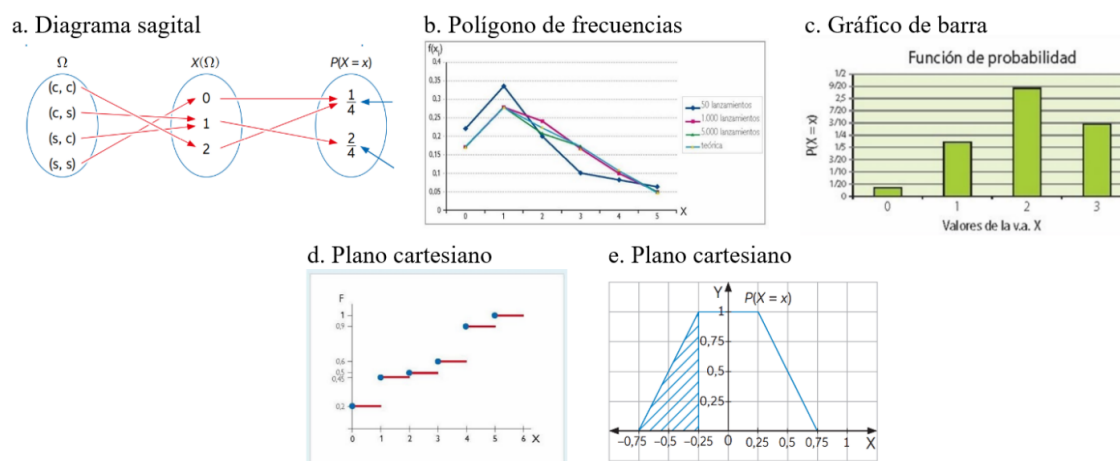 a. Diagrama sagital
b. Polígono de frecuencias
c. Gráfico de barra
Ω X(Ω) P(X = x)
(c, c)
(c, s)
(s, c)
(s, s)
0
1
2
1/4
2/4
f(xᵢ)
0,4
0,35
0,3
0,25
0,2
0,15
0,1
0,05
0
0 1 2 3 4 5 X
50 lanzamientos
1.000 lanzamientos
5.000 lanzamientos
teórica
Función de probabilidad
P(X = x)
1/2
9/20
2/5
7/20
3/10
1/4
1/5
3/20
1/10
1/20
0
0 1 2 3
Valores de la v.a. X
d. Plano cartesiano
e. Plano cartesiano
F
1
0,9
0,6
0,5
0,45
0,2
0 1 2 3 4 5 6 X
Y P(X = x)
1
0,75
0,5
0,25
−0,75 −0,5 −0,25 0 0,25 0,5 0,75 1 X